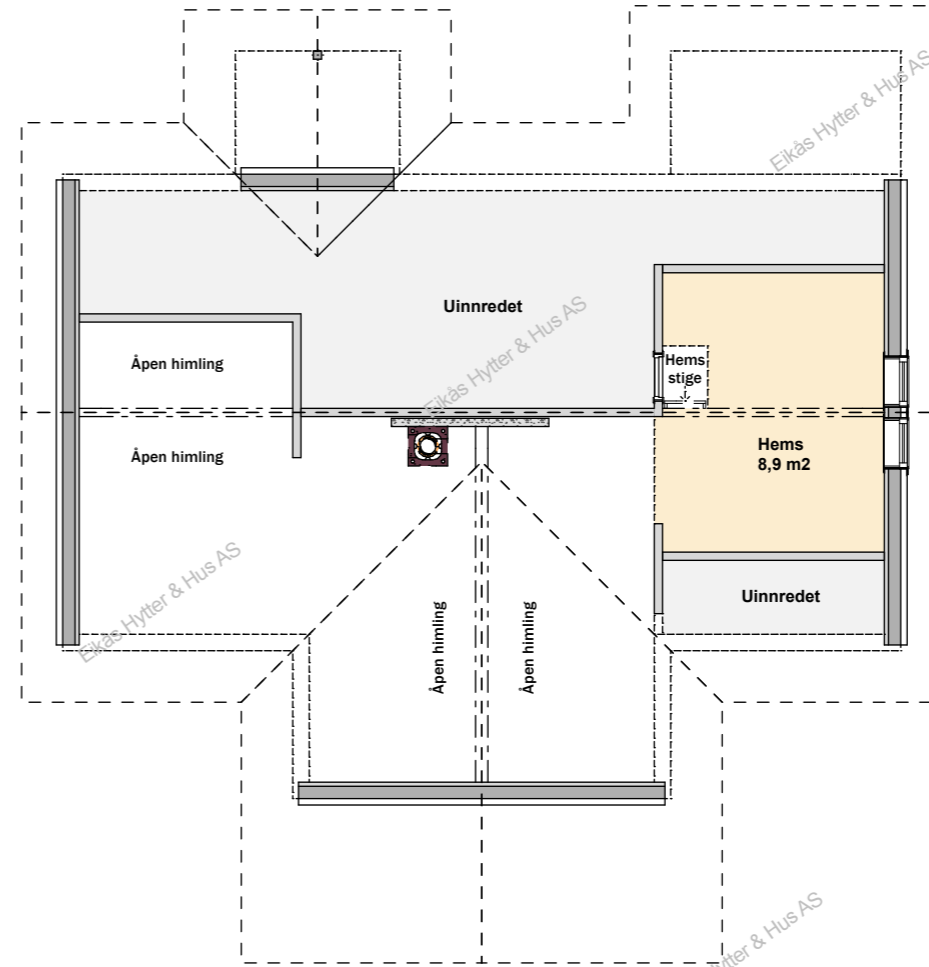 Eikås Hytter & Hus AS
Uinnredet
Eikås Hytter & Hus AS
Åpen himling
Hems
stige
Åpen himling
Hems
8,9 m2
Eikås Hytter & Hus AS
Uinnredet
Åpen himling
Åpen himling
Hytter & Hus AS